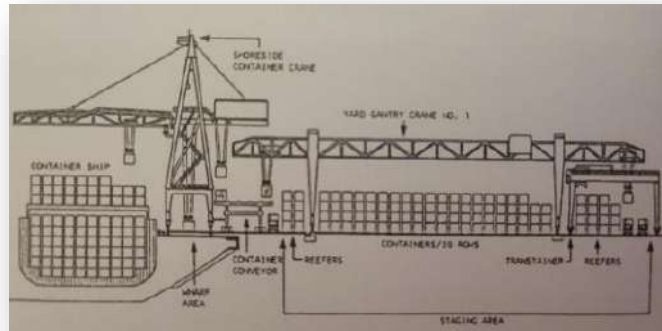 SHORESIDE
CONTAINER CRANE
YARD GANTRY CRANE NO. 1
CONTAINER SHIP
WHARF
AREA
CONTAINER
CONVEYOR
REEFERS
CONTAINERS/20 ROWS
TRANSTAINER
REEFERS
STAGING AREA